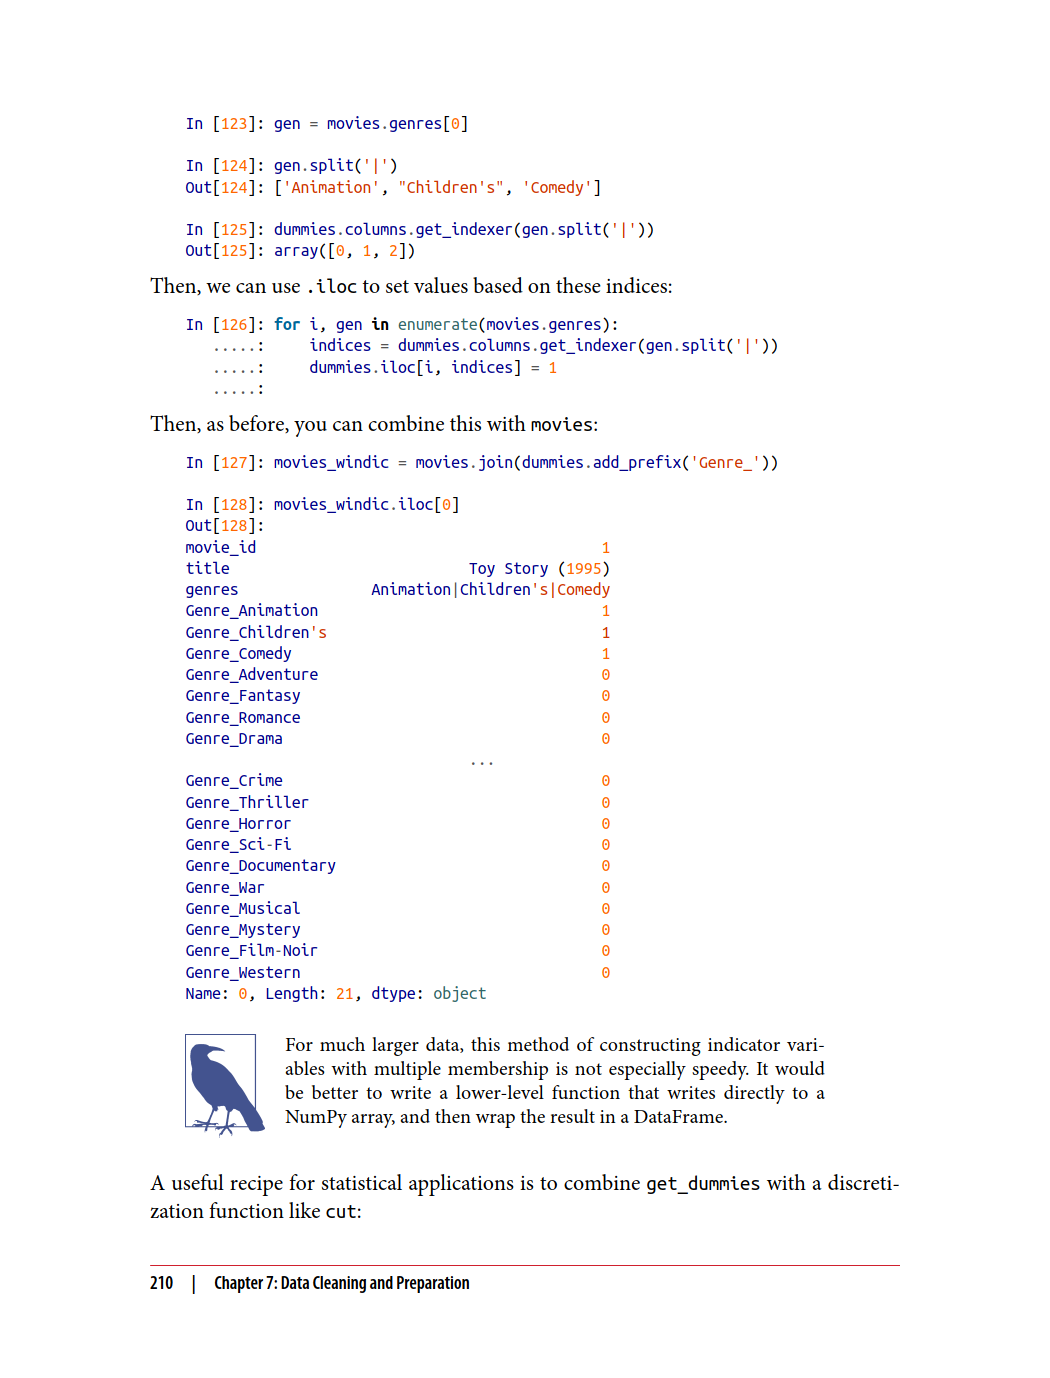 In [123]: gen = movies.genres[0]
In [124]: gen.split('|')
Out[124]: ['Animation', "Children's", 'Comedy']
In [125]: dummies.columns.get_indexer(gen.split('|'))
Out[125]: array([0, 1, 2])
Then, we can use .iloc to set values based on these indices:
In [126]: for i, gen in enumerate(movies.genres):
.....:     indices = dummies.columns.get_indexer(gen.split('|'))
.....:     dummies.iloc[i, indices] = 1
.....:
Then, as before, you can combine this with movies:
In [127]: movies_windic = movies.join(dummies.add_prefix('Genre_'))
In [128]: movies_windic.iloc[0]
Out[128]:
movie_id 1
title Toy Story (1995)
genres Animation|Children's|Comedy
Genre_Animation 1
Genre_Children's 1
Genre_Comedy 1
Genre_Adventure 0
Genre_Fantasy 0
Genre_Romance 0
Genre_Drama 0
...
Genre_Crime 0
Genre_Thriller 0
Genre_Horror 0
Genre_Sci-Fi 0
Genre_Documentary 0
Genre_War 0
Genre_Musical 0
Genre_Mystery 0
Genre_Film-Noir 0
Genre_Western 0
Name: 0, Length: 21, dtype: object
For much larger data, this method of constructing indicator vari-
ables with multiple membership is not especially speedy. It would
be better to write a lower-level function that writes directly to a
NumPy array, and then wrap the result in a DataFrame.
A useful recipe for statistical applications is to combine get_dummies with a discreti-
zation function like cut:
210 | Chapter 7: Data Cleaning and Preparation